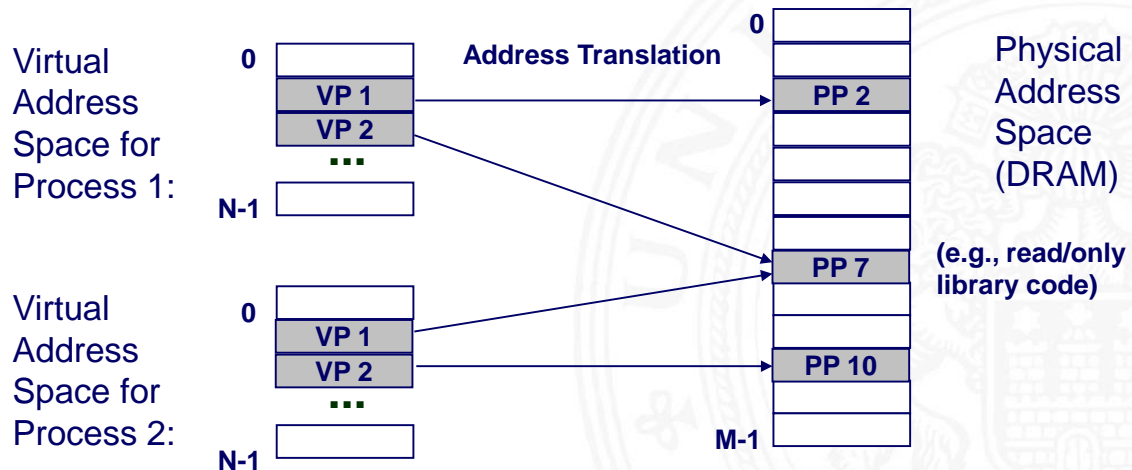 Virtual
Address
Space for
Process 1:
0
VP 1
VP 2
...
N-1
Address Translation
0
PP 2
PP 7
PP 10
M-1
Physical
Address
Space
(DRAM)
(e.g., read/only
library code)
Virtual
Address
Space for
Process 2:
0
VP 1
VP 2
...
N-1